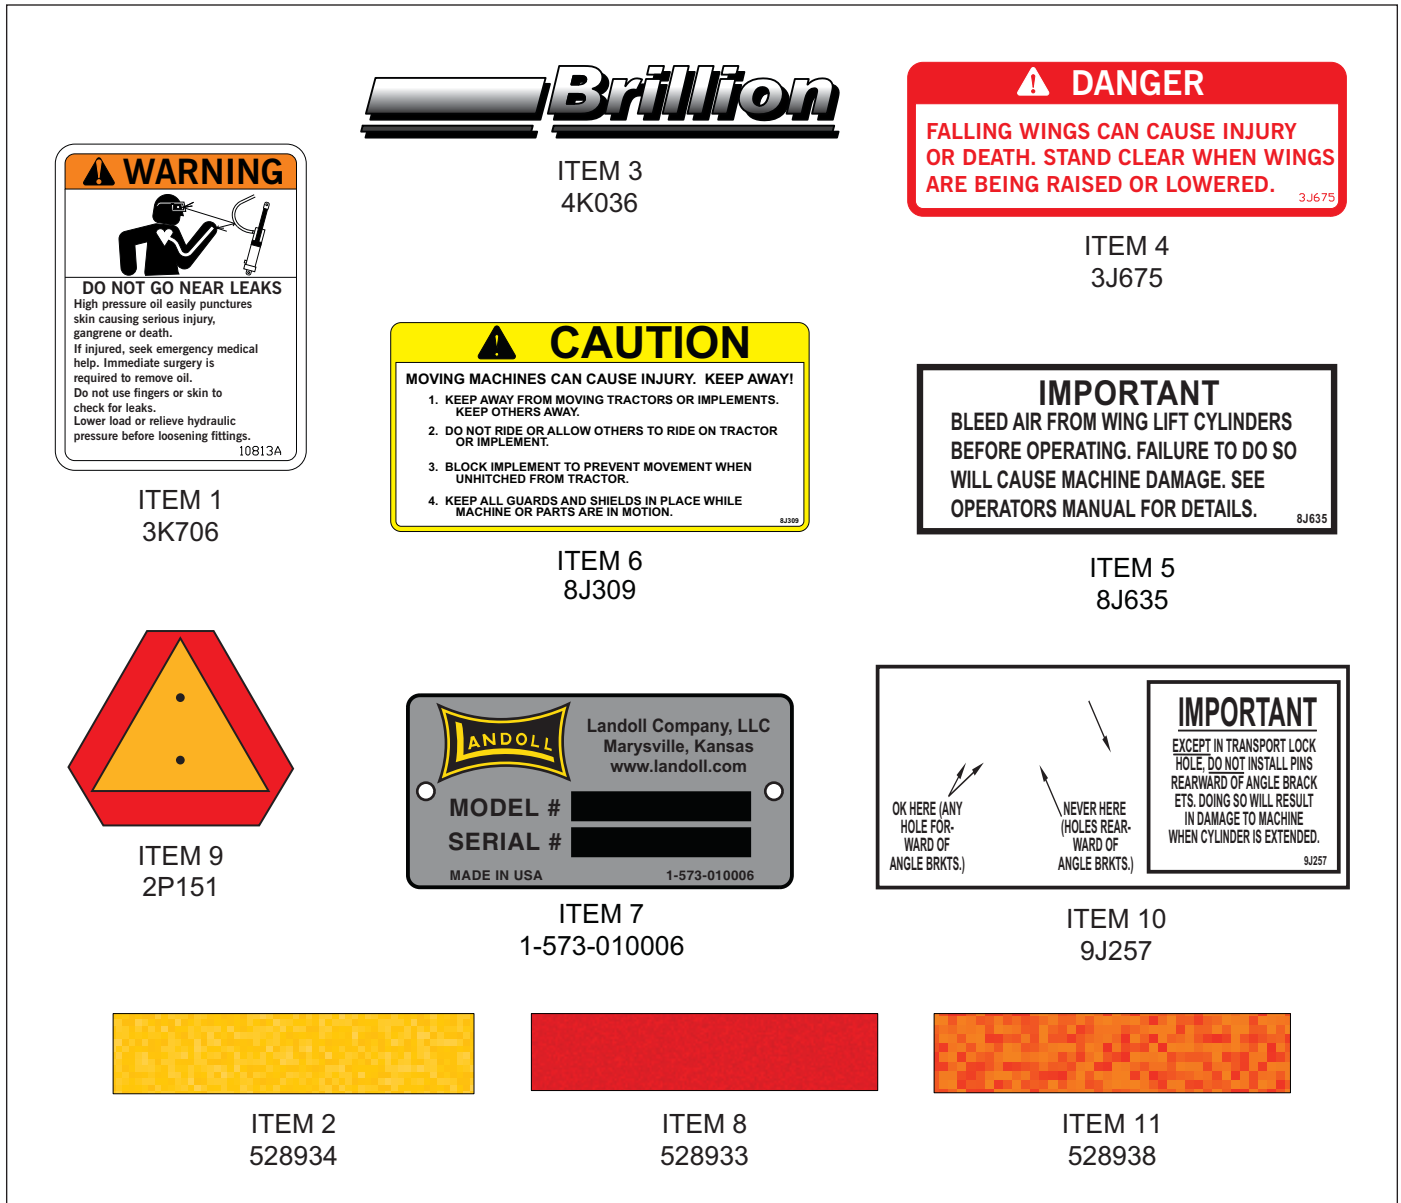 Brillion
ITEM 3
4K036
DANGER
FALLING WINGS CAN CAUSE INJURY
OR DEATH. STAND CLEAR WHEN WINGS
ARE BEING RAISED OR LOWERED.
3J675
ITEM 4
3J675
WARNING
DO NOT GO NEAR LEAKS
High pressure oil easily punctures
skin causing serious injury,
gangrene or death.
If injured, seek emergency medical
help. Immediate surgery is
required to remove oil.
Do not use fingers or skin to
check for leaks.
Lower load or relieve hydraulic
pressure before loosening fittings.
10813A
ITEM 1
3K706
CAUTION
MOVING MACHINES CAN CAUSE INJURY. KEEP AWAY!
1. KEEP AWAY FROM MOVING TRACTORS OR IMPLEMENTS.
KEEP OTHERS AWAY.
2. DO NOT RIDE OR ALLOW OTHERS TO RIDE ON TRACTOR
OR IMPLEMENT.
3. BLOCK IMPLEMENT TO PREVENT MOVEMENT WHEN
UNHITCHED FROM TRACTOR.
4. KEEP ALL GUARDS AND SHIELDS IN PLACE WHILE
MACHINE OR PARTS ARE IN MOTION.
8J309
ITEM 6
8J309
IMPORTANT
BLEED AIR FROM WING LIFT CYLINDERS
BEFORE OPERATING. FAILURE TO DO SO
WILL CAUSE MACHINE DAMAGE. SEE
OPERATORS MANUAL FOR DETAILS.
8J635
ITEM 5
8J635
ITEM 9
2P151
LANDOLL
Landoll Company, LLC
Marysville, Kansas
www.landoll.com
MODEL #
SERIAL #
MADE IN USA
1-573-010006
ITEM 7
1-573-010006
OK HERE (ANY
HOLE FOR-
WARD OF
ANGLE BRKTS.)
NEVER HERE
(HOLES REAR-
WARD OF
ANGLE BRKTS.)
IMPORTANT
EXCEPT IN TRANSPORT LOCK
HOLE, DO NOT INSTALL PINS
REARWARD OF ANGLE BRACK
ETS. DOING SO WILL RESULT
IN DAMAGE TO MACHINE
WHEN CYLINDER IS EXTENDED.
9J257
ITEM 10
9J257
ITEM 2
528934
ITEM 8
528933
ITEM 11
528938